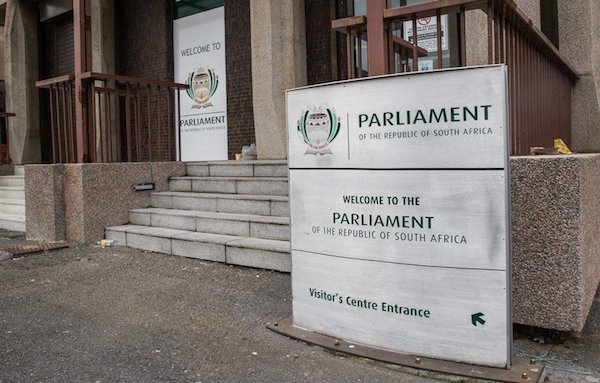 WELCOME TO
PARLIAMENT
OF THE REPUBLIC OF SOUTH AFRICA
PARLIAMENT
OF THE REPUBLIC OF SOUTH AFRICA
WELCOME TO THE
PARLIAMENT
OF THE REPUBLIC OF SOUTH AFRICA
Visitor's Centre Entrance